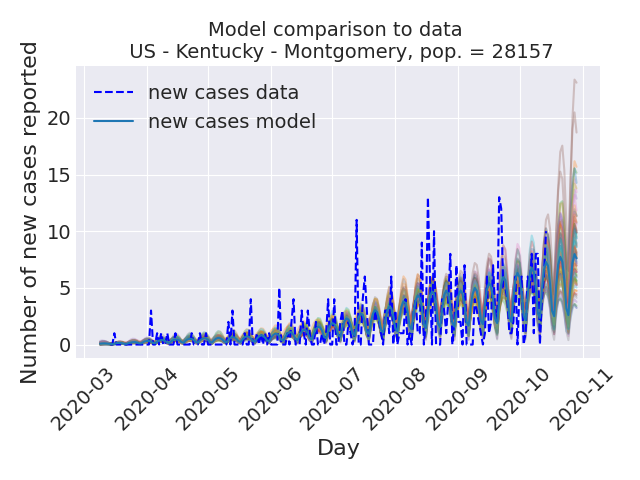 Model comparison to data
US - Kentucky - Montgomery, pop. = 28157
Number of new cases reported
20
15
10
5
0
new cases data
new cases model
2020-03
2020-04
2020-05
2020-06
2020-07
2020-08
2020-09
2020-10
2020-11
Day